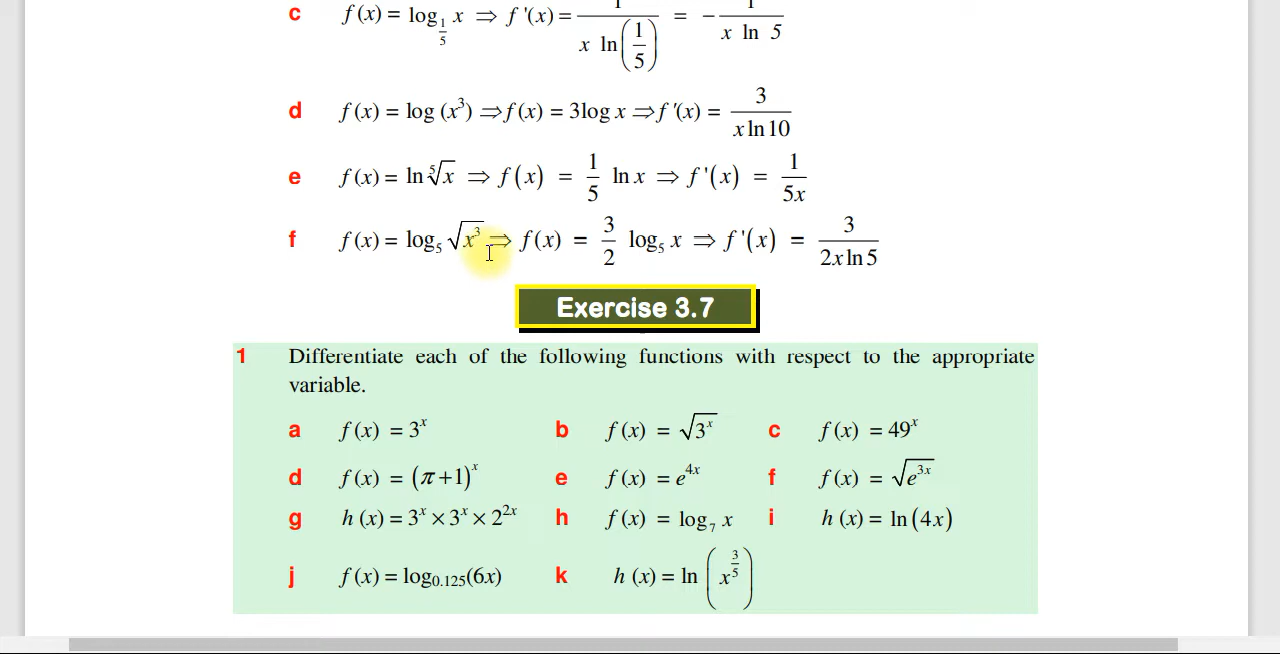 c f(x) = log_{1/5} x ⇒ f '(x) = 1/(x ln(1/5)) = − 1/(x ln 5)
d f(x) = log (x³) ⇒ f(x) = 3log x ⇒ f '(x) = 3/(x ln 10)
e f(x) = ln ⁵√x ⇒ f(x) = 1/5 ln x ⇒ f '(x) = 1/(5x)
f f(x) = log₅ √(x³) ⇒ f(x) = 3/2 log₅ x ⇒ f '(x) = 3/(2x ln 5)
Exercise 3.7
1 Differentiate each of the following functions with respect to the appropriate
variable.
a f(x) = 3^x b f(x) = √(3^x) c f(x) = 49^x
d f(x) = (π+1)^x e f(x) = e^{4x} f f(x) = √(e^{3x})
g h(x) = 3^x × 3^x × 2^{2x} h f(x) = log₇ x i h(x) = ln(4x)
j f(x) = log_{0.125}(6x) k h(x) = ln (x^{3/5})